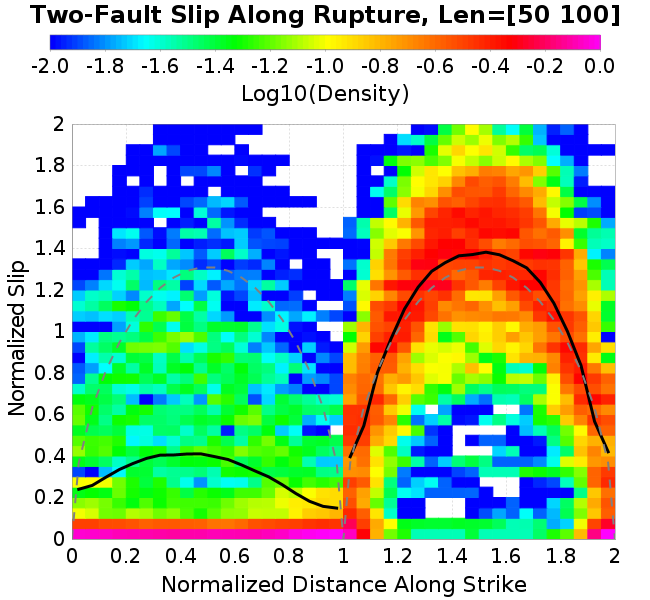 Two-Fault Slip Along Rupture, Len=[50 100]
-2.0 -1.8 -1.6 -1.4 -1.2 -1.0 -0.8 -0.6 -0.4 -0.2 0.0
Log10(Density)
Normalized Slip
2
1.8
1.6
1.4
1.2
1
0.8
0.6
0.4
0.2
0
0 0.2 0.4 0.6 0.8 1 1.2 1.4 1.6 1.8 2
Normalized Distance Along Strike